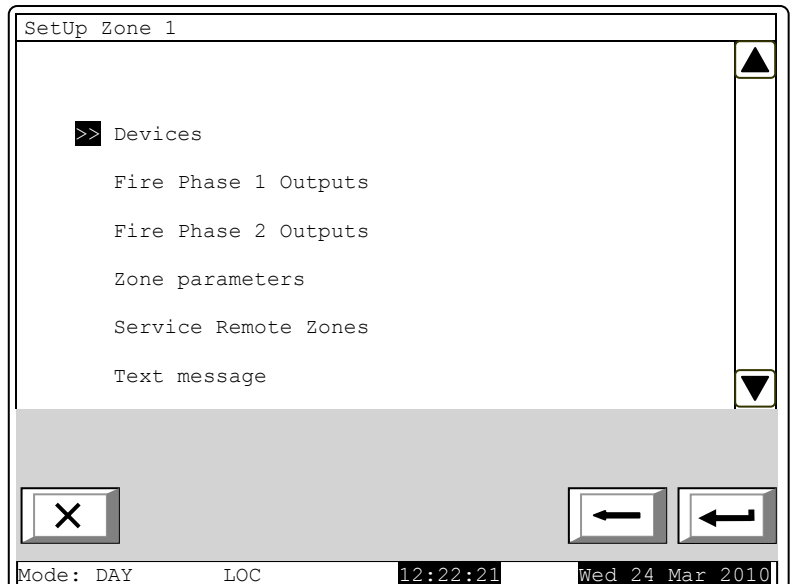 SetUp Zone 1
>> Devices
Fire Phase 1 Outputs
Fire Phase 2 Outputs
Zone parameters
Service Remote Zones
Text message
Mode: DAY LOC 12:22:21 Wed 24 Mar 2010